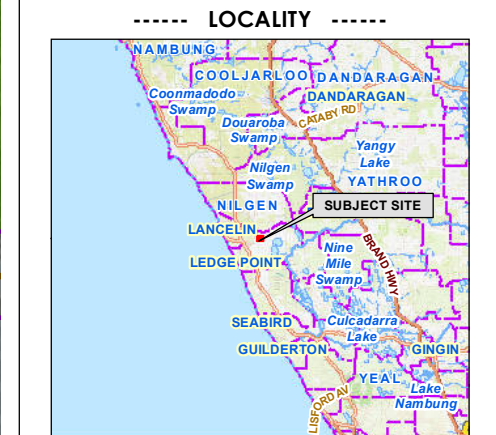 ------ LOCALITY ------
NAMBUNG
COOLJARLOO
DANDARAGAN
Coonmadodo
Swamp
DANDARAGAN
CATABY RD
Douaroba
Swamp
Yangy
Lake
Nilgen
Swamp
YATHROO
NILGEN
SUBJECT SITE
LANCELIN
BRAND HWY
Nine
Mile
Swamp
LEDGE POINT
SEABIRD
Culcadarra
Lake
GUILDERTON
GINGIN
YEAL
Lake
Nambung
LISFORD AV